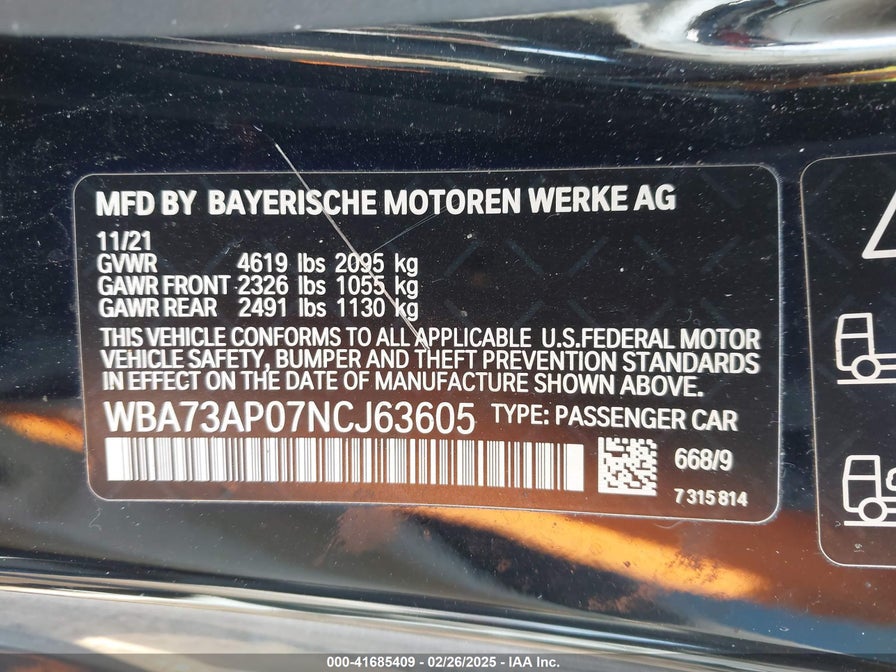 MFD BY BAYERISCHE MOTOREN WERKE AG
11/21
GVWR 4619 lbs 2095 kg
GAWR FRONT 2326 lbs 1055 kg
GAWR REAR 2491 lbs 1130 kg
THIS VEHICLE CONFORMS TO ALL APPLICABLE U.S.FEDERAL MOTOR
VEHICLE SAFETY, BUMPER AND THEFT PREVENTION STANDARDS
IN EFFECT ON THE DATE OF MANUFACTURE SHOWN ABOVE.
WBA73AP07NCJ63605 TYPE: PASSENGER CAR
668/9
7 315 814
000-41685409 - 02/26/2025 - IAA Inc.